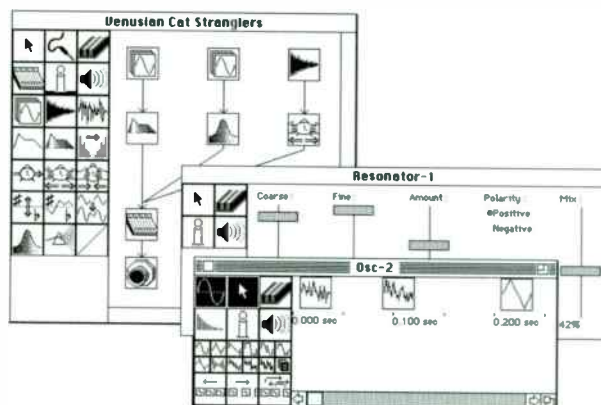 Venusian Cat Stranglers
Resonator-1
Coarse Fine Amount Polarity Mix
Positive
Negative
42%
Osc-2
0.000 sec 0.100 sec 0.200 sec